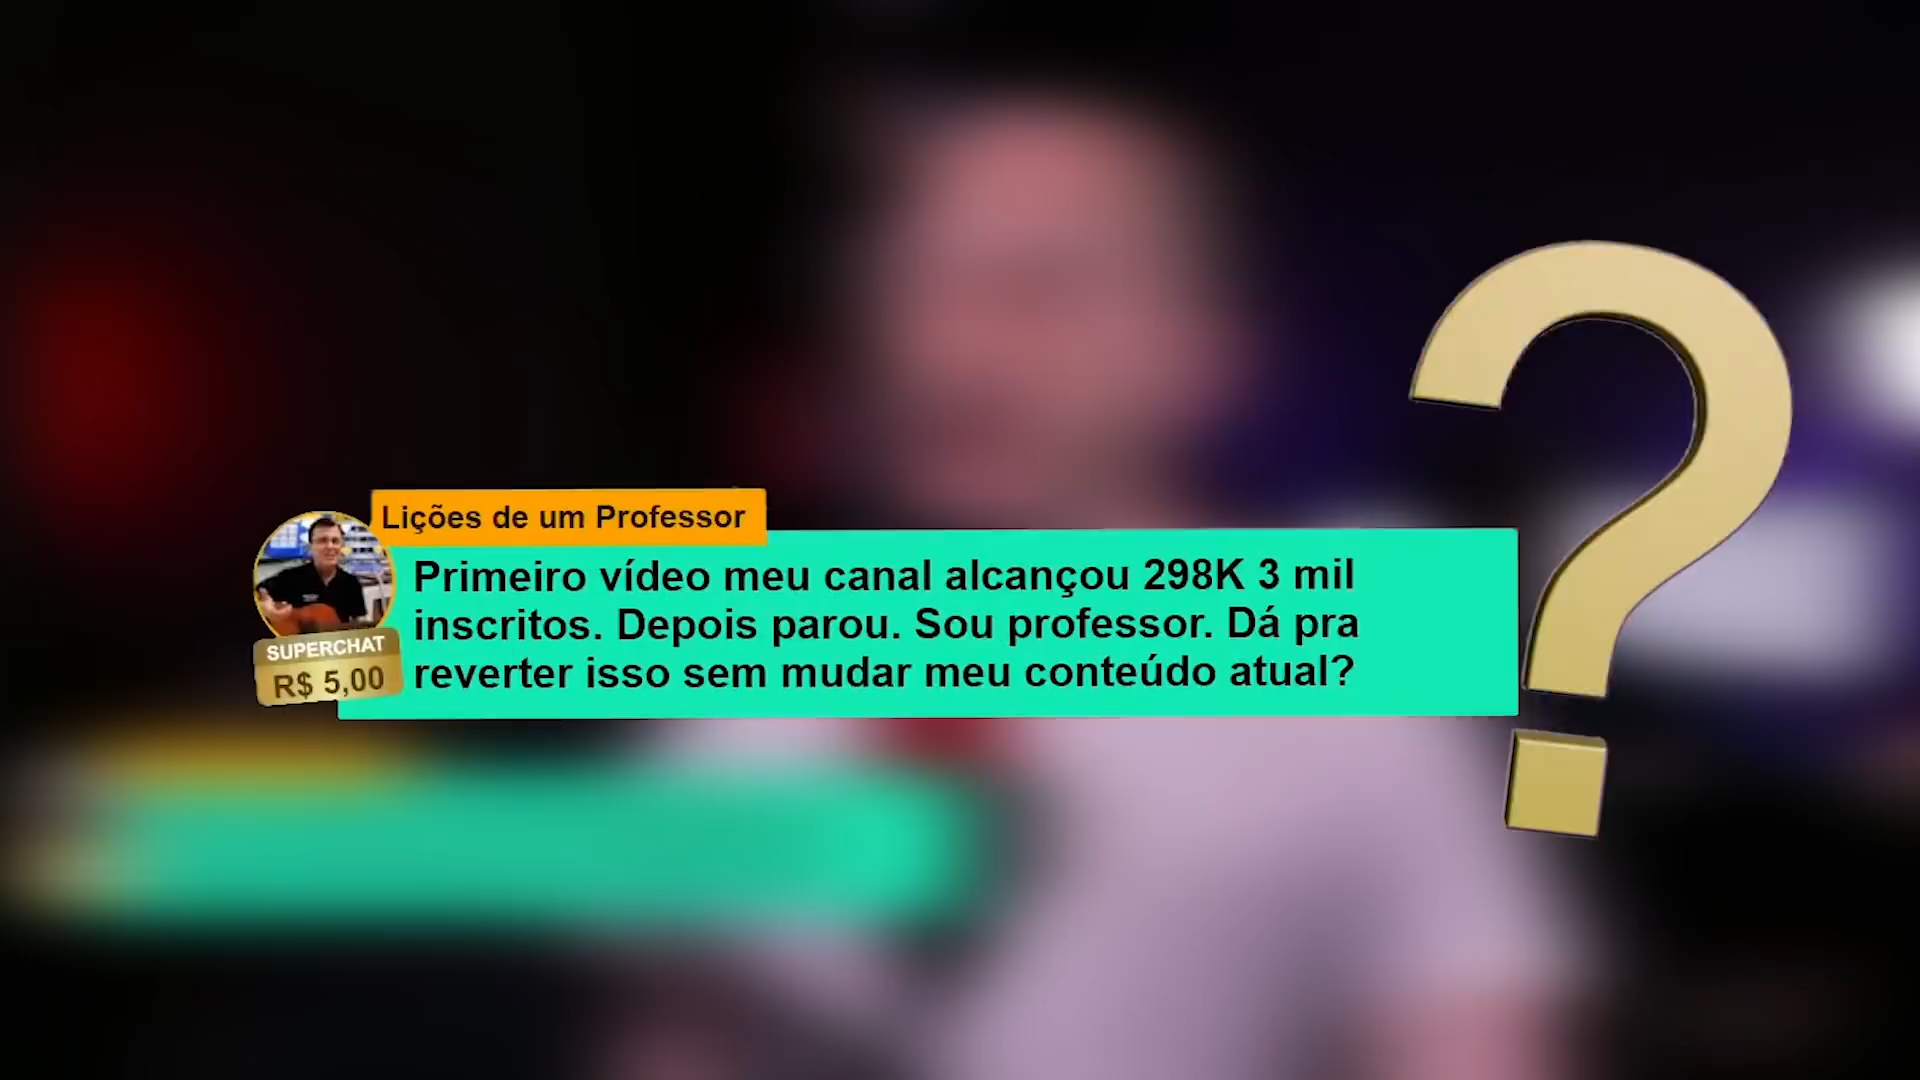 Lições de um Professor
Primeiro vídeo meu canal alcançou 298K 3 mil
inscritos. Depois parou. Sou professor. Dá pra
reverter isso sem mudar meu conteúdo atual?
SUPERCHAT
R$ 5,00
?